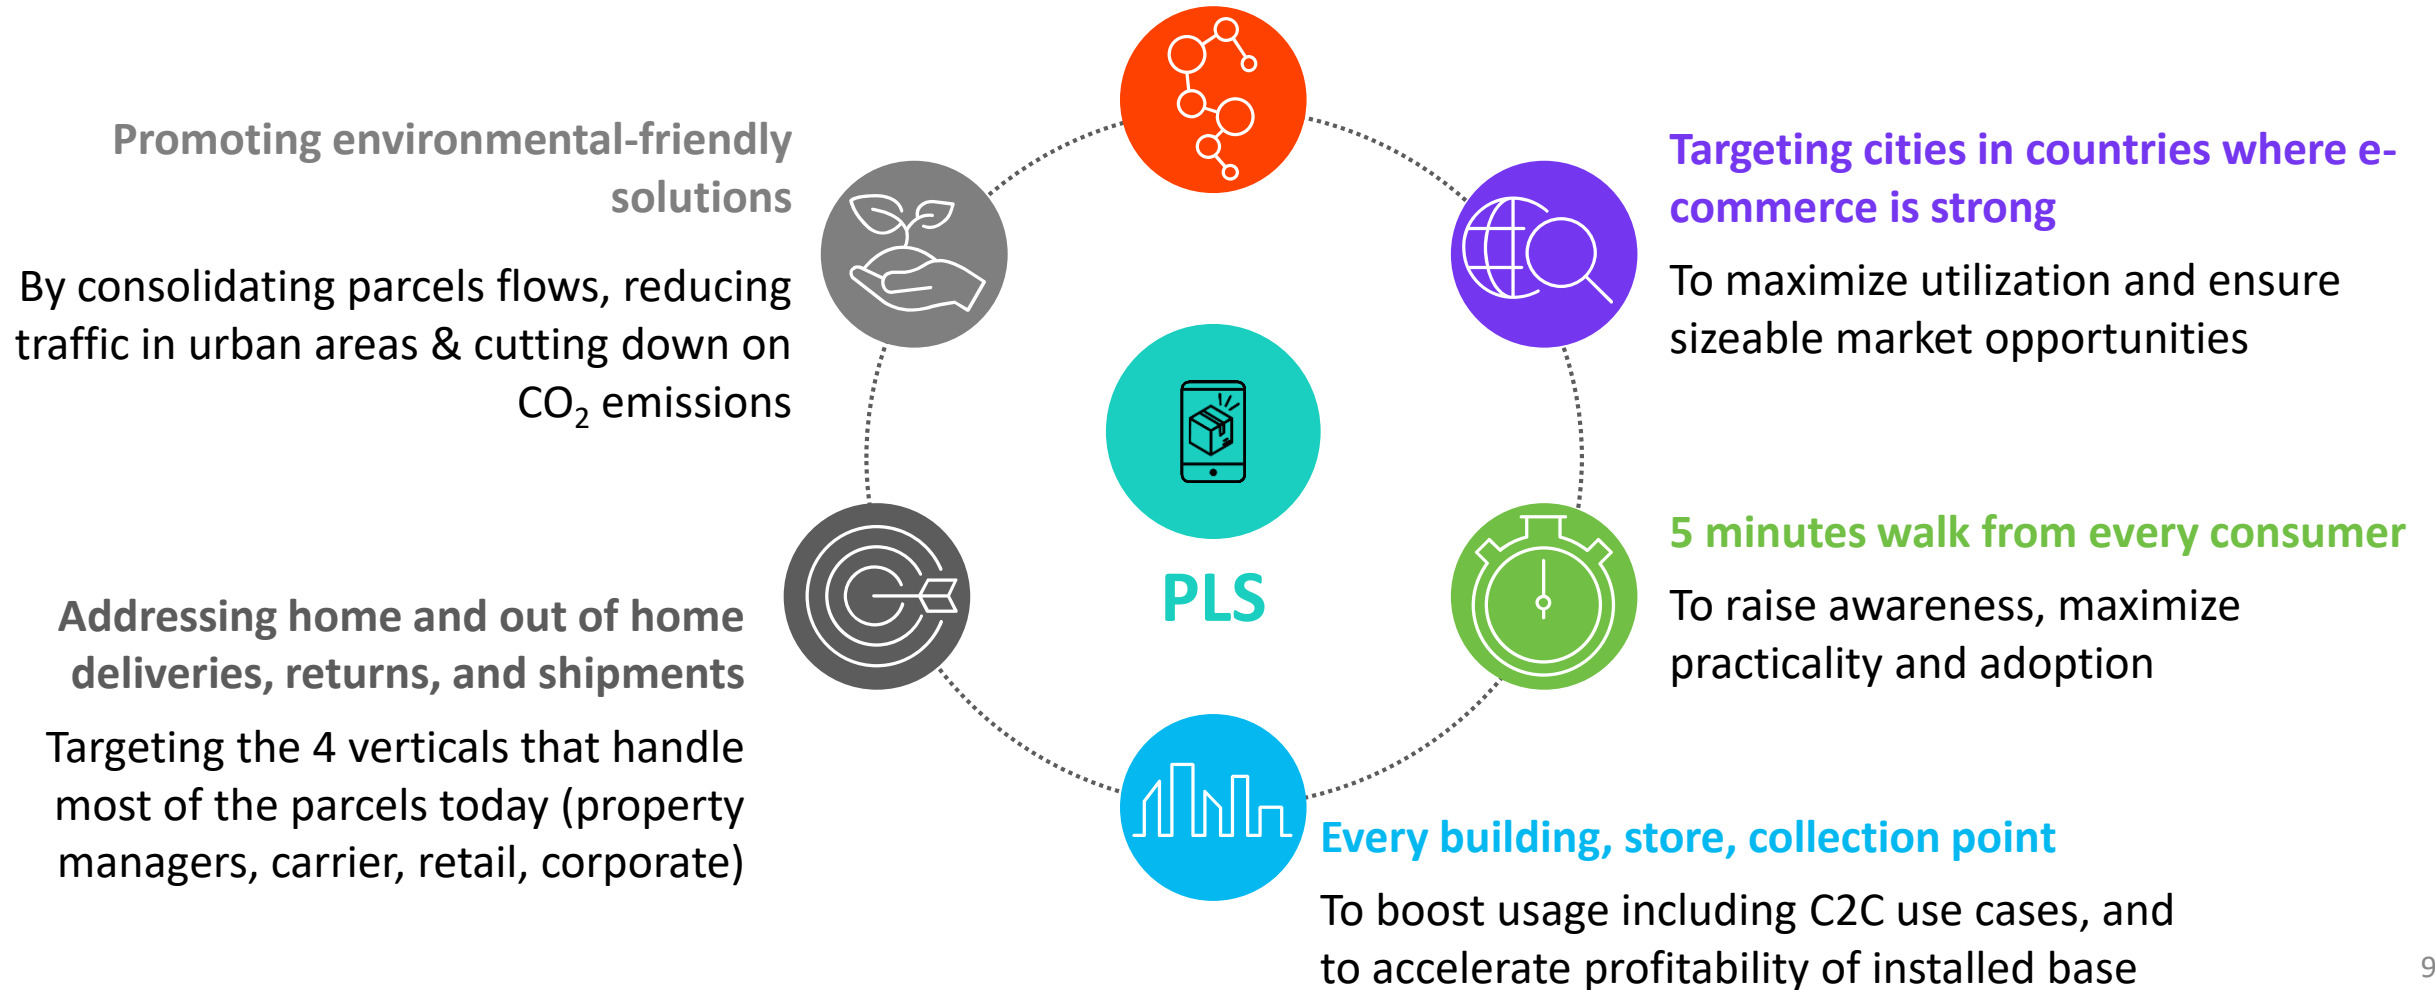 Promoting environmental-friendly
solutions
By consolidating parcels flows, reducing
traffic in urban areas & cutting down on
CO₂ emissions
Targeting cities in countries where e-
commerce is strong
To maximize utilization and ensure
sizeable market opportunities
PLS
5 minutes walk from every consumer
To raise awareness, maximize
practicality and adoption
Addressing home and out of home
deliveries, returns, and shipments
Targeting the 4 verticals that handle
most of the parcels today (property
managers, carrier, retail, corporate)
Every building, store, collection point
To boost usage including C2C use cases, and
to accelerate profitability of installed base
9